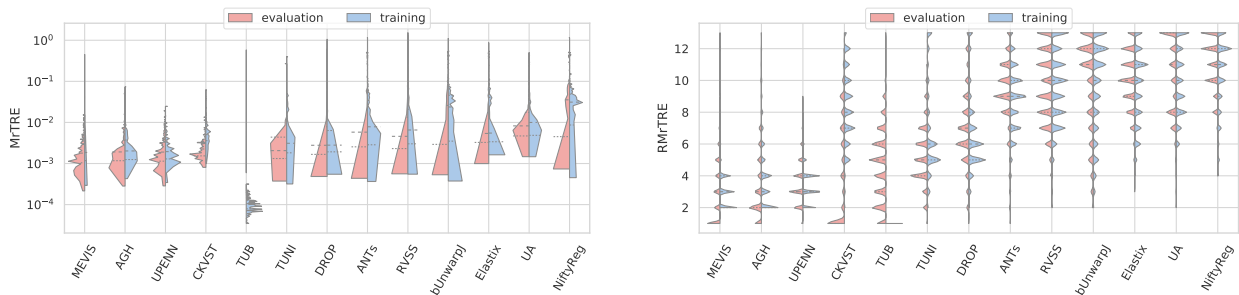 evaluation training
MrTRE
10⁰
10⁻¹
10⁻²
10⁻³
10⁻⁴
MEVIS AGH UPENN CKVST TUB TUNI DROP ANTs RVSS bUnwarpJ Elastix UA NiftyReg
evaluation training
RMrTRE
12
10
8
6
4
2
MEVIS AGH UPENN CKVST TUB TUNI DROP ANTs RVSS bUnwarpJ Elastix UA NiftyReg